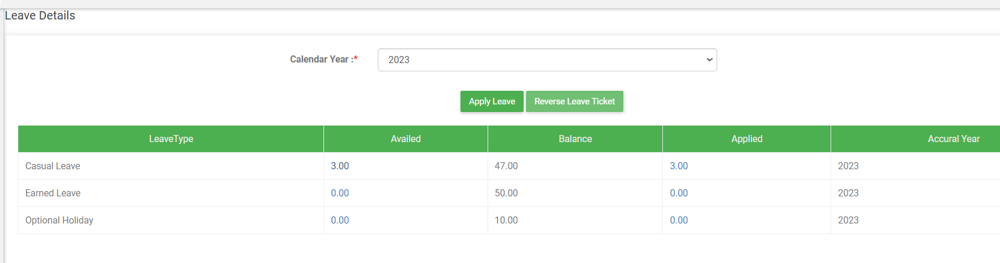 Leave Details
Calendar Year :*
2023
Apply Leave Reverse Leave Ticket
LeaveType Availed Balance Applied Accural Year
Casual Leave 3.00 47.00 3.00 2023
Earned Leave 0.00 50.00 0.00 2023
Optional Holiday 0.00 10.00 0.00 2023